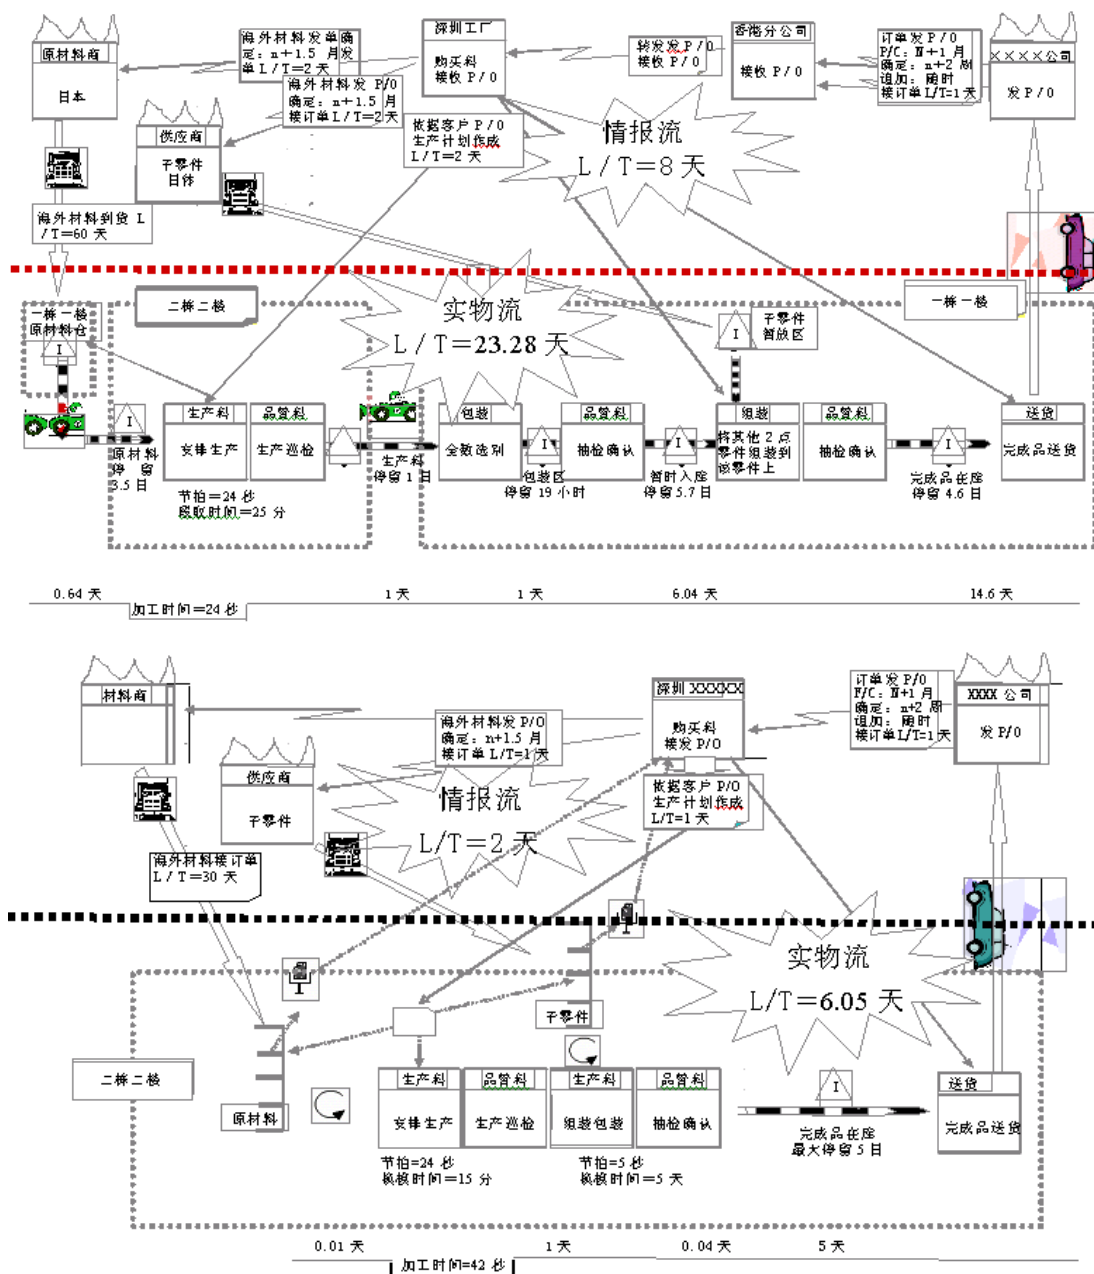 原材料商
日本
海外材料发单确
定：n＋1.5 月发
单 L / T＝2 天
深圳工厂
购买料
接收 P / 0
转发发 P / 0
接收 P / 0
香港分公司
接收 P / 0
订单发 P / 0
P/C: N＋1 月
确定：n＋2 周
追加：随时
接订单 L/T=1 天
××××公司
发 P / 0
供应商
子零件
日体
海外材料发 P/0
确定：n＋1.5 月
接订单 L/T＝2 天
依据客户 P / 0
生产计划作成
L/T＝2 天
情报流
L / T＝8 天
海外材料到货 L
/ T=60 天
一栋一楼
原材料仓
I
二栋二楼
实物流
L / T＝23.28 天
I
子零件
暂放区
一栋一楼
I
原材料
停 留
3.5 日
生产科
安排生产
品管科
生产巡检
I
生产科
停留 1 日
包装
全数选别
I
包装区
停留 19 小时
品管科
抽检确认
I
暂时入库
停留 5.7 日
组装
将其他 2 点
零件组装到
该零件上
品管科
抽检确认
I
完成品在库
停留 4.6 日
送货
完成品送货
节拍＝24 秒
段取时间＝25 分
0.64 天
加工时间＝24 秒
1 天
1 天
6.04 天
14.6 天
材料商
深圳 XXXXX
购买料
接发 P/0
订单发 P/0
P/C: N+1 月
确定：n+2 周
追加：随时
接订单 L/T=1 天
XXXX 公司
发 P/0
海外材料发 P/0
确定：n+1.5 月
接订单 L/T=1 天
供应商
子零件
情报流
L/T＝2 天
依据客户 P/0
生产计划作成
L/T=1 天
海外材料接订单
L / T＝30 天
实物流
L/T＝6.05 天
子零件
二栋二楼
原材料
生产科
安排生产
品管科
生产巡检
生产科
组装包装
品管科
抽检确认
I
完成品在库
最大停留 5 日
送货
完成品送货
节拍=24 秒
换模时间＝15 分
节拍=5 秒
换模时间＝5 天
0.01 天
加工时间=42 秒
1 天
0.04 天
5 天